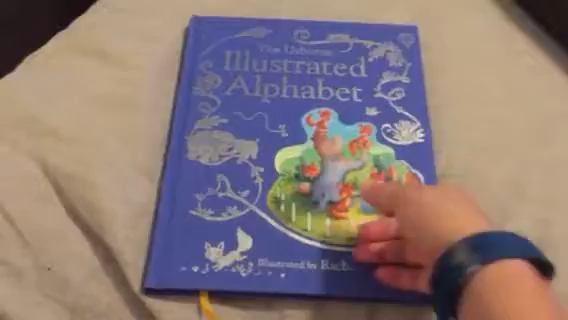 The Usborne
Illustrated
Alphabet
Illustrated by